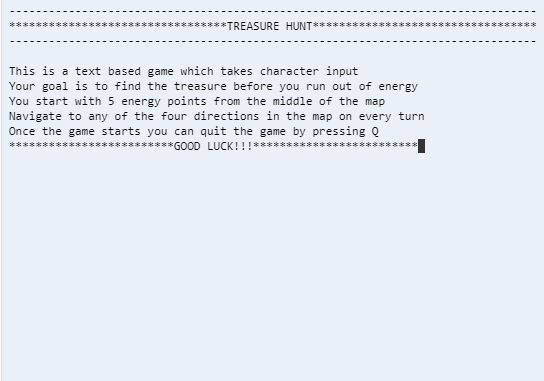 --------------------------------------------------------------------------------
*********************************TREASURE HUNT**********************************
--------------------------------------------------------------------------------
This is a text based game which takes character input
Your goal is to find the treasure before you run out of energy
You start with 5 energy points from the middle of the map
Navigate to any of the four directions in the map on every turn
Once the game starts you can quit the game by pressing Q
*************************GOOD LUCK!!!*************************